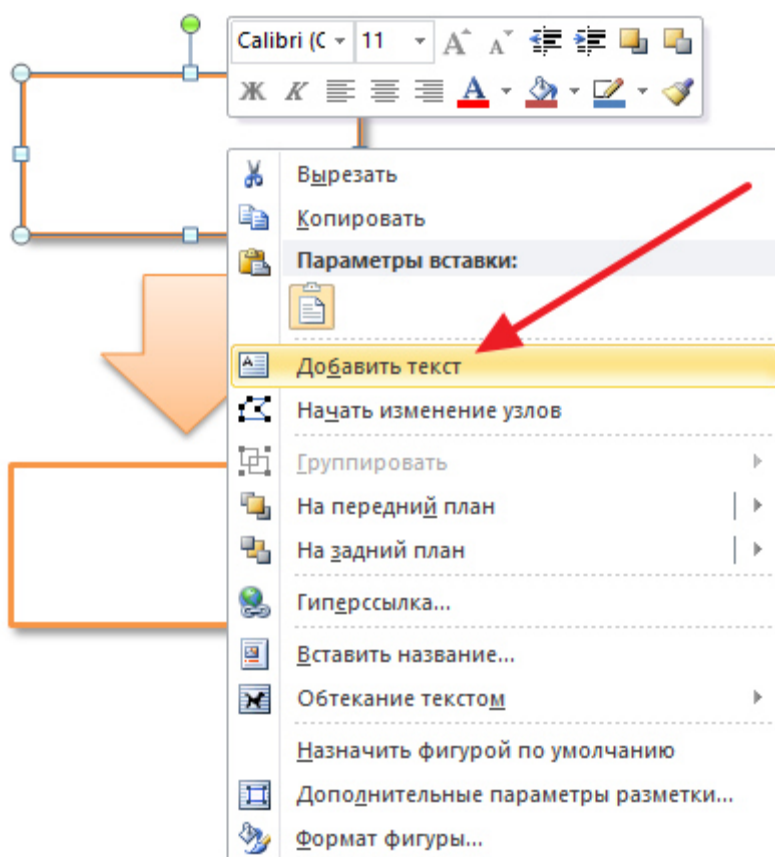 Calibri (С 11
Ж К А
Вырезать
Копировать
Параметры вставки:
Добавить текст
Начать изменение узлов
Группировать
На передний план
На задний план
Гиперссылка...
Вставить название...
Обтекание текстом
Назначить фигурой по умолчанию
Дополнительные параметры разметки...
Формат фигуры...